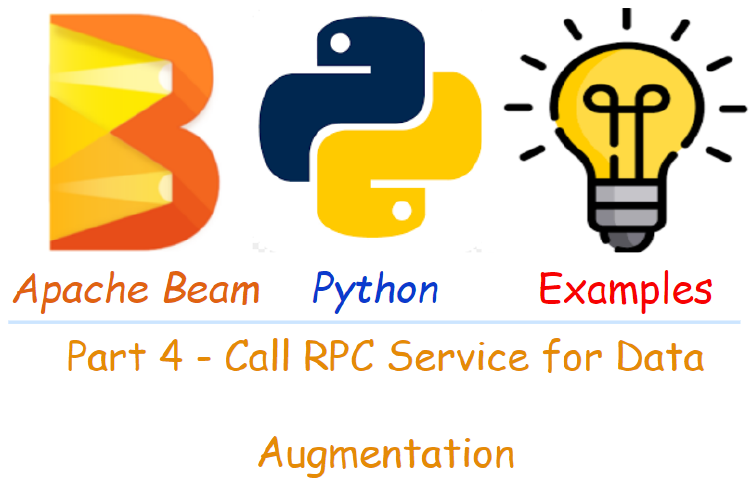 Apache Beam Python Examples
Part 4 - Call RPC Service for Data
Augmentation